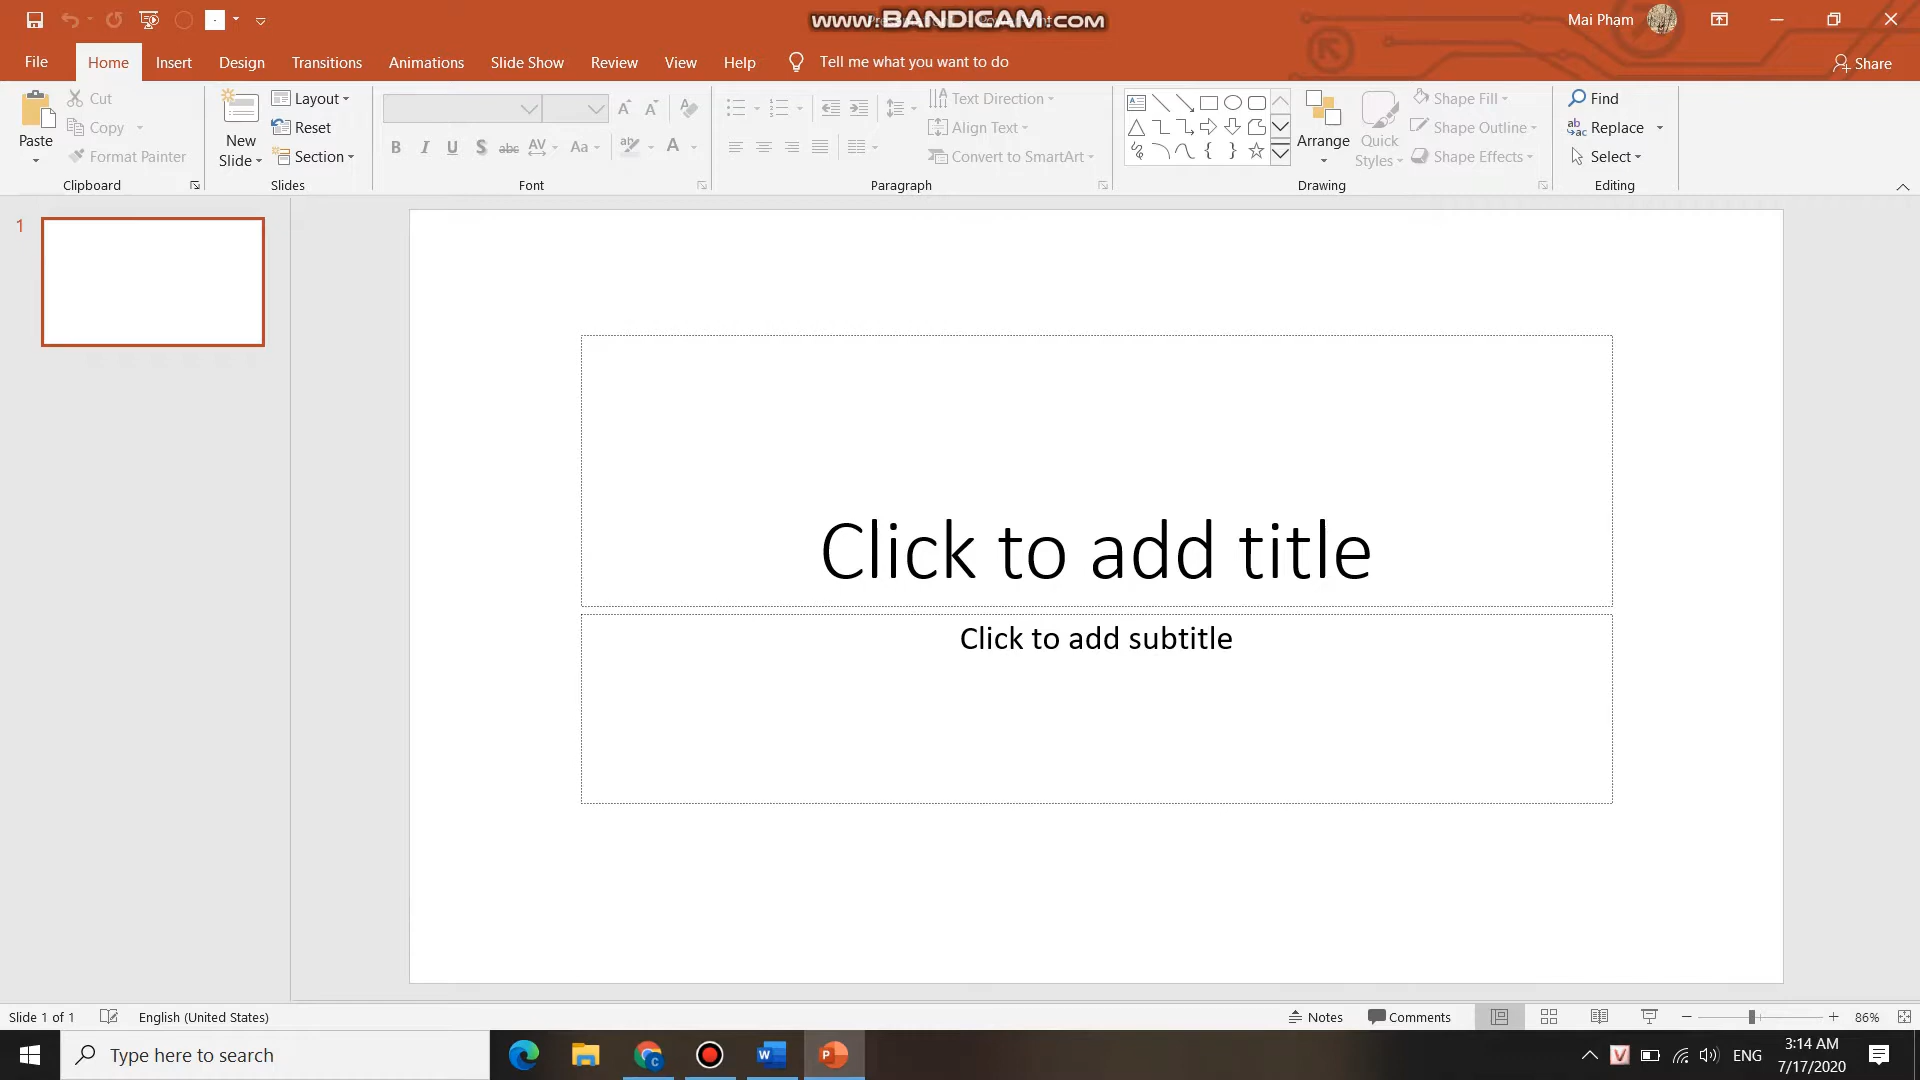 www.BANDICAM.com
Mai Phạm
File Home Insert Design Transitions Animations Slide Show Review View Help Tell me what you want to do Share
Paste
Cut
Copy
Format Painter
Clipboard
New Slide
Layout
Reset
Section
Slides
B I U S abc AV Aa A
Font
Text Direction
Align Text
Convert to SmartArt
Paragraph
Arrange
Quick Styles
Shape Fill
Shape Outline
Shape Effects
Drawing
Find
Replace
Select
Editing
1
Click to add title
Click to add subtitle
Slide 1 of 1 English (United States) Notes Comments 86%
Type here to search
ENG
3:14 AM
7/17/2020